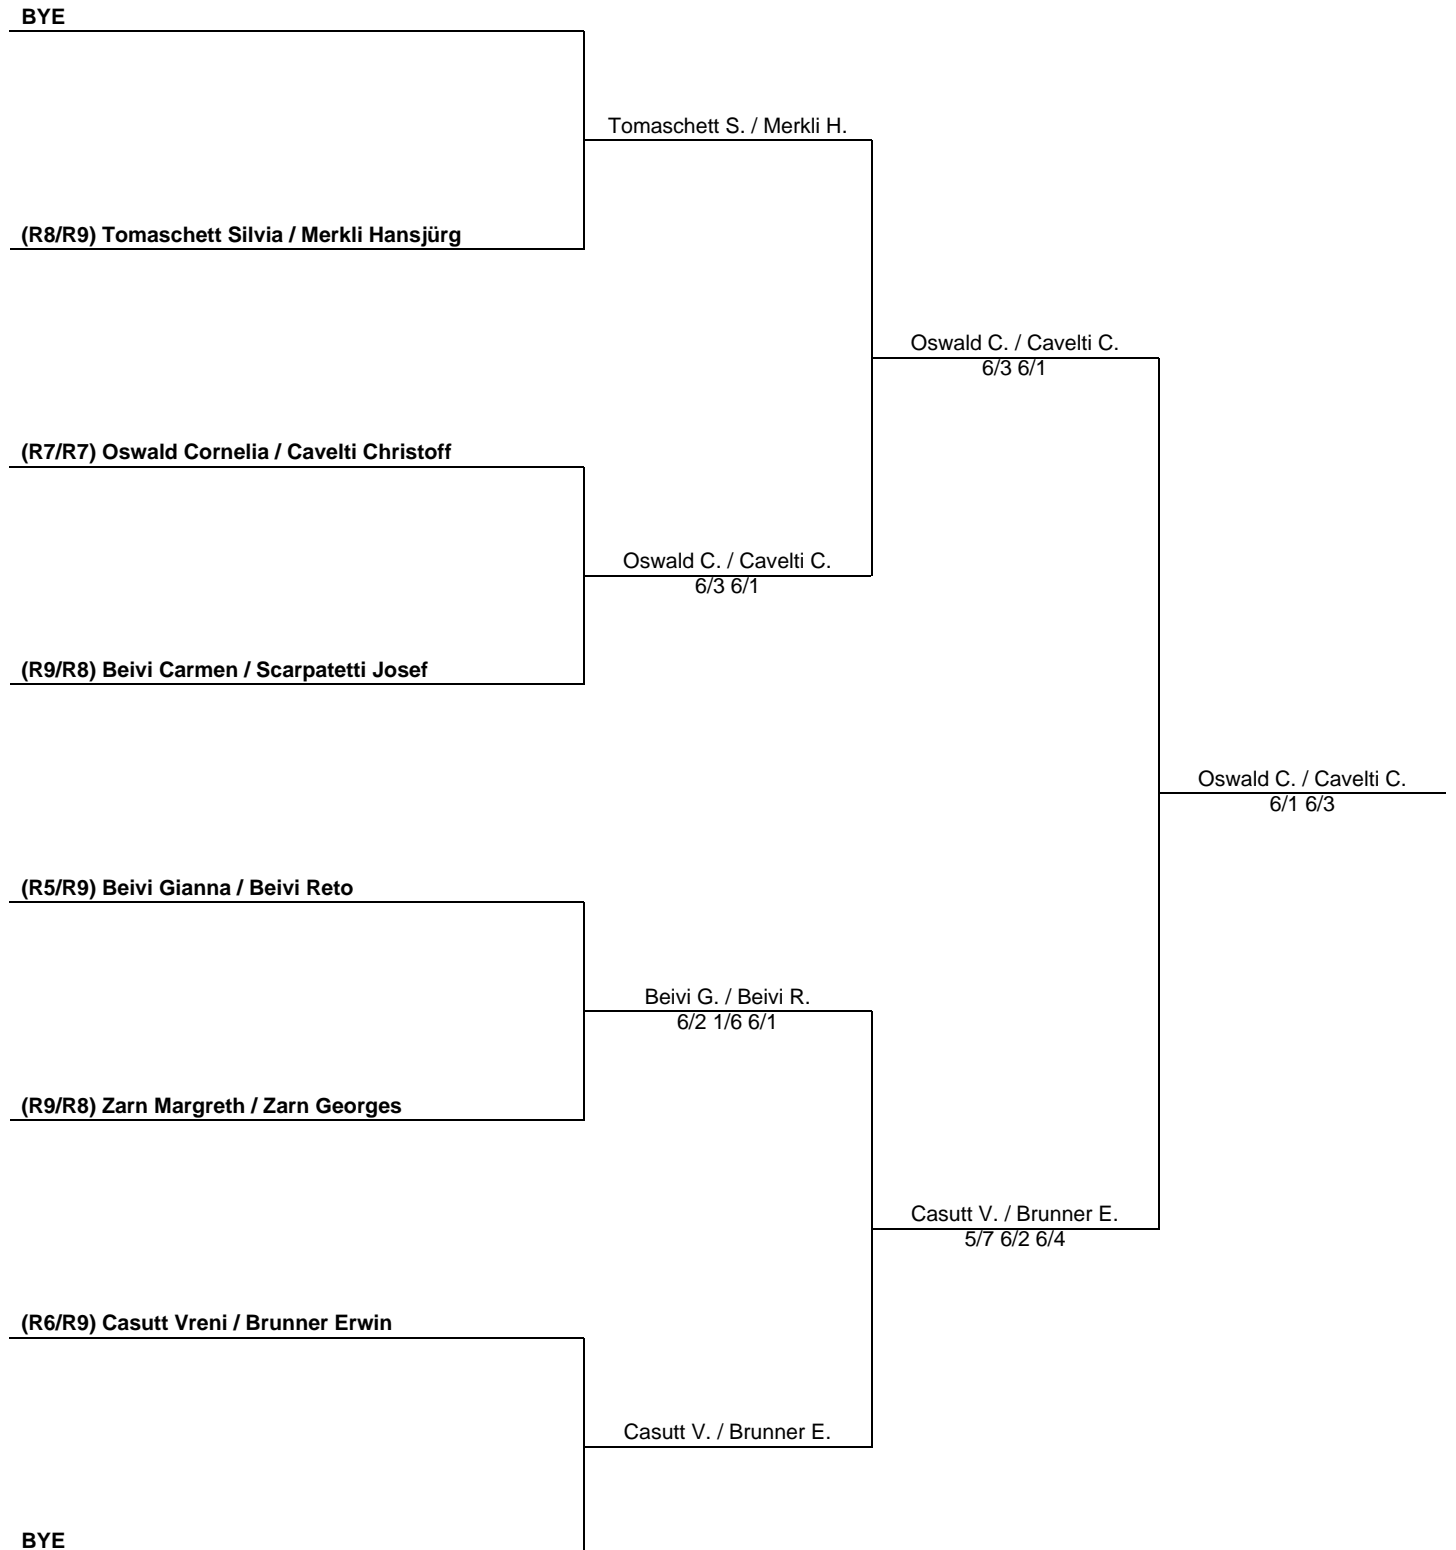 BYE
Tomaschett S. / Merkli H.
(R8/R9) Tomaschett Silvia / Merkli Hansjürg
Oswald C. / Cavelti C.
6/3 6/1
(R7/R7) Oswald Cornelia / Cavelti Christoff
Oswald C. / Cavelti C.
6/3 6/1
(R9/R8) Beivi Carmen / Scarpatetti Josef
Oswald C. / Cavelti C.
6/1 6/3
(R5/R9) Beivi Gianna / Beivi Reto
Beivi G. / Beivi R.
6/2 1/6 6/1
(R9/R8) Zarn Margreth / Zarn Georges
Casutt V. / Brunner E.
5/7 6/2 6/4
(R6/R9) Casutt Vreni / Brunner Erwin
Casutt V. / Brunner E.
BYE